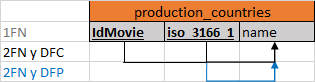 production_countries
1FN IdMovie iso_3166_1 name
2FN y DFC
2FN y DFP